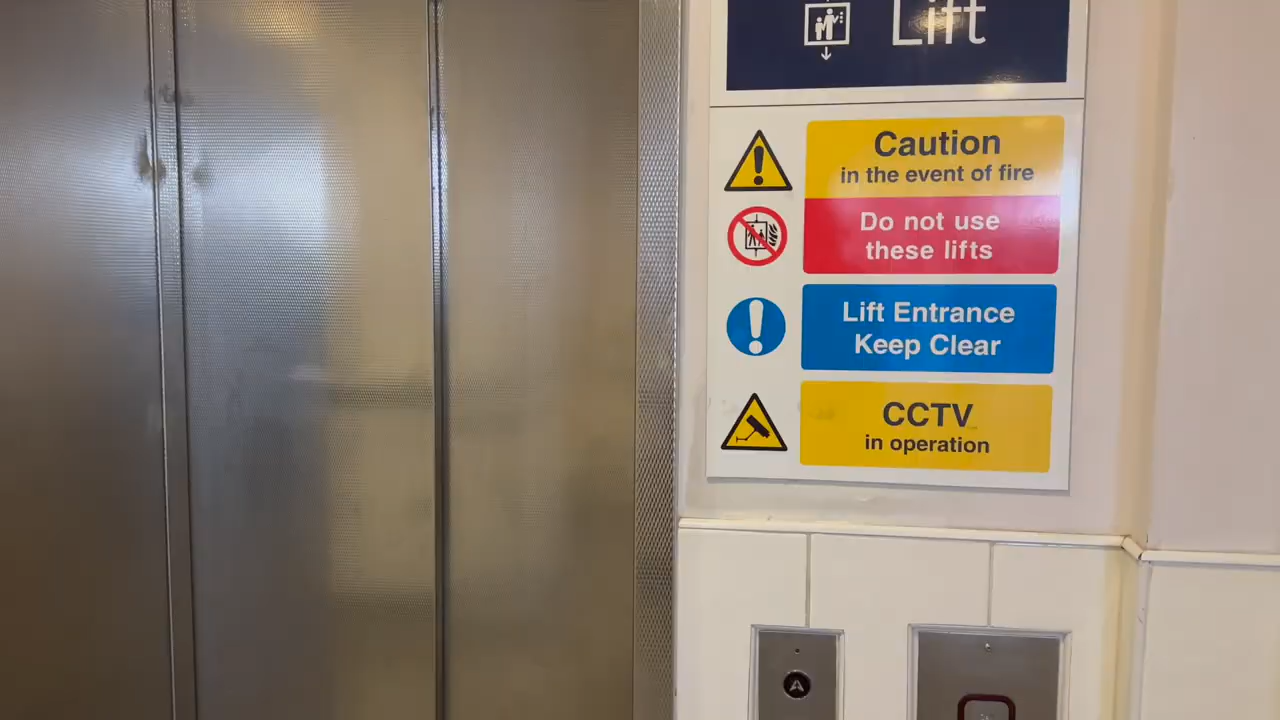 Lift
Caution
in the event of fire
Do not use
these lifts
Lift Entrance
Keep Clear
CCTV
in operation